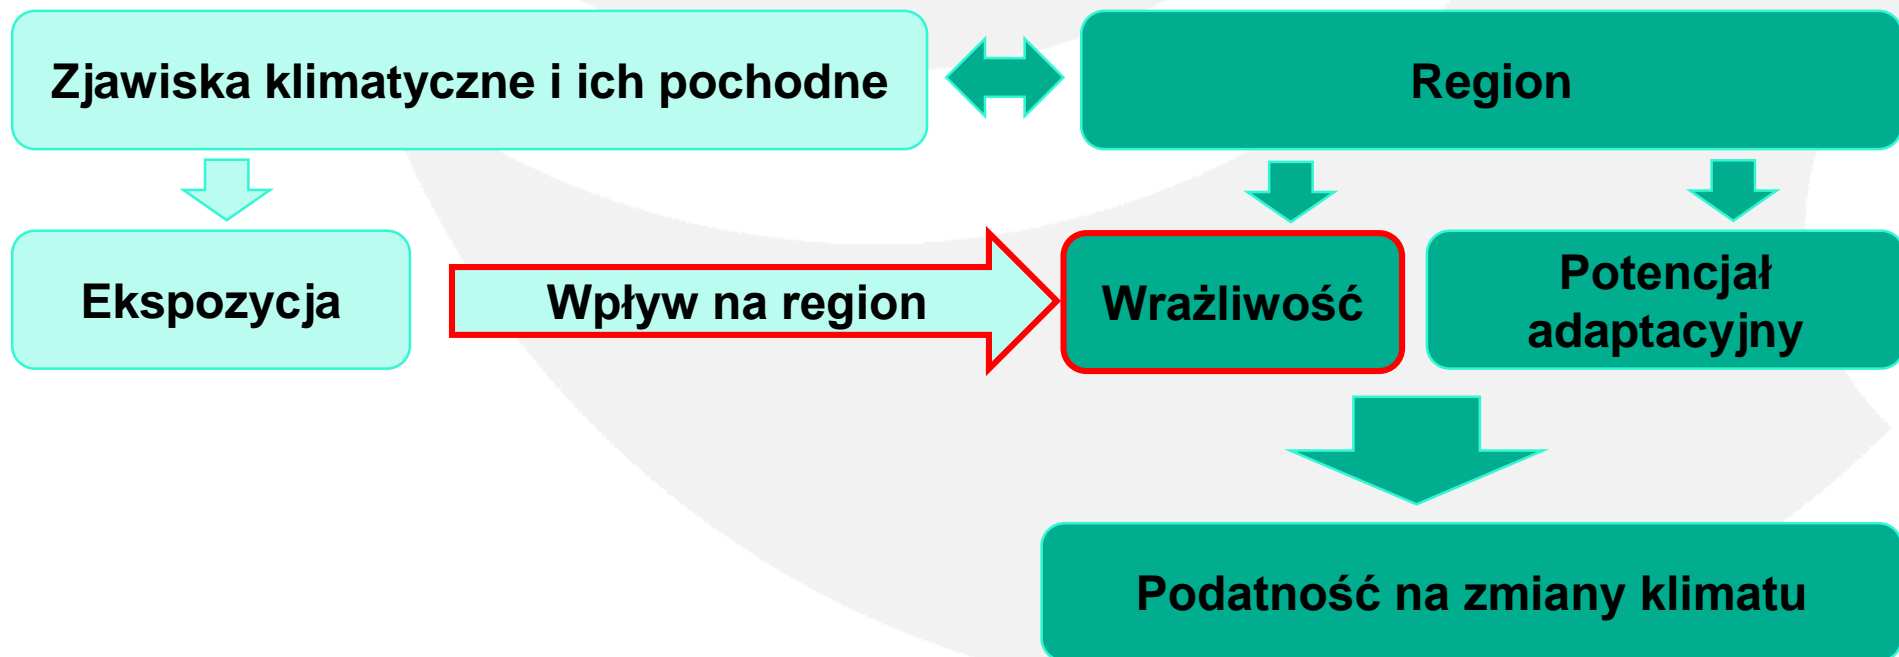 Zjawiska klimatyczne i ich pochodne
Region
Ekspozycja
Wpływ na region
Wrażliwość
Potencjał
adaptacyjny
Podatność na zmiany klimatu